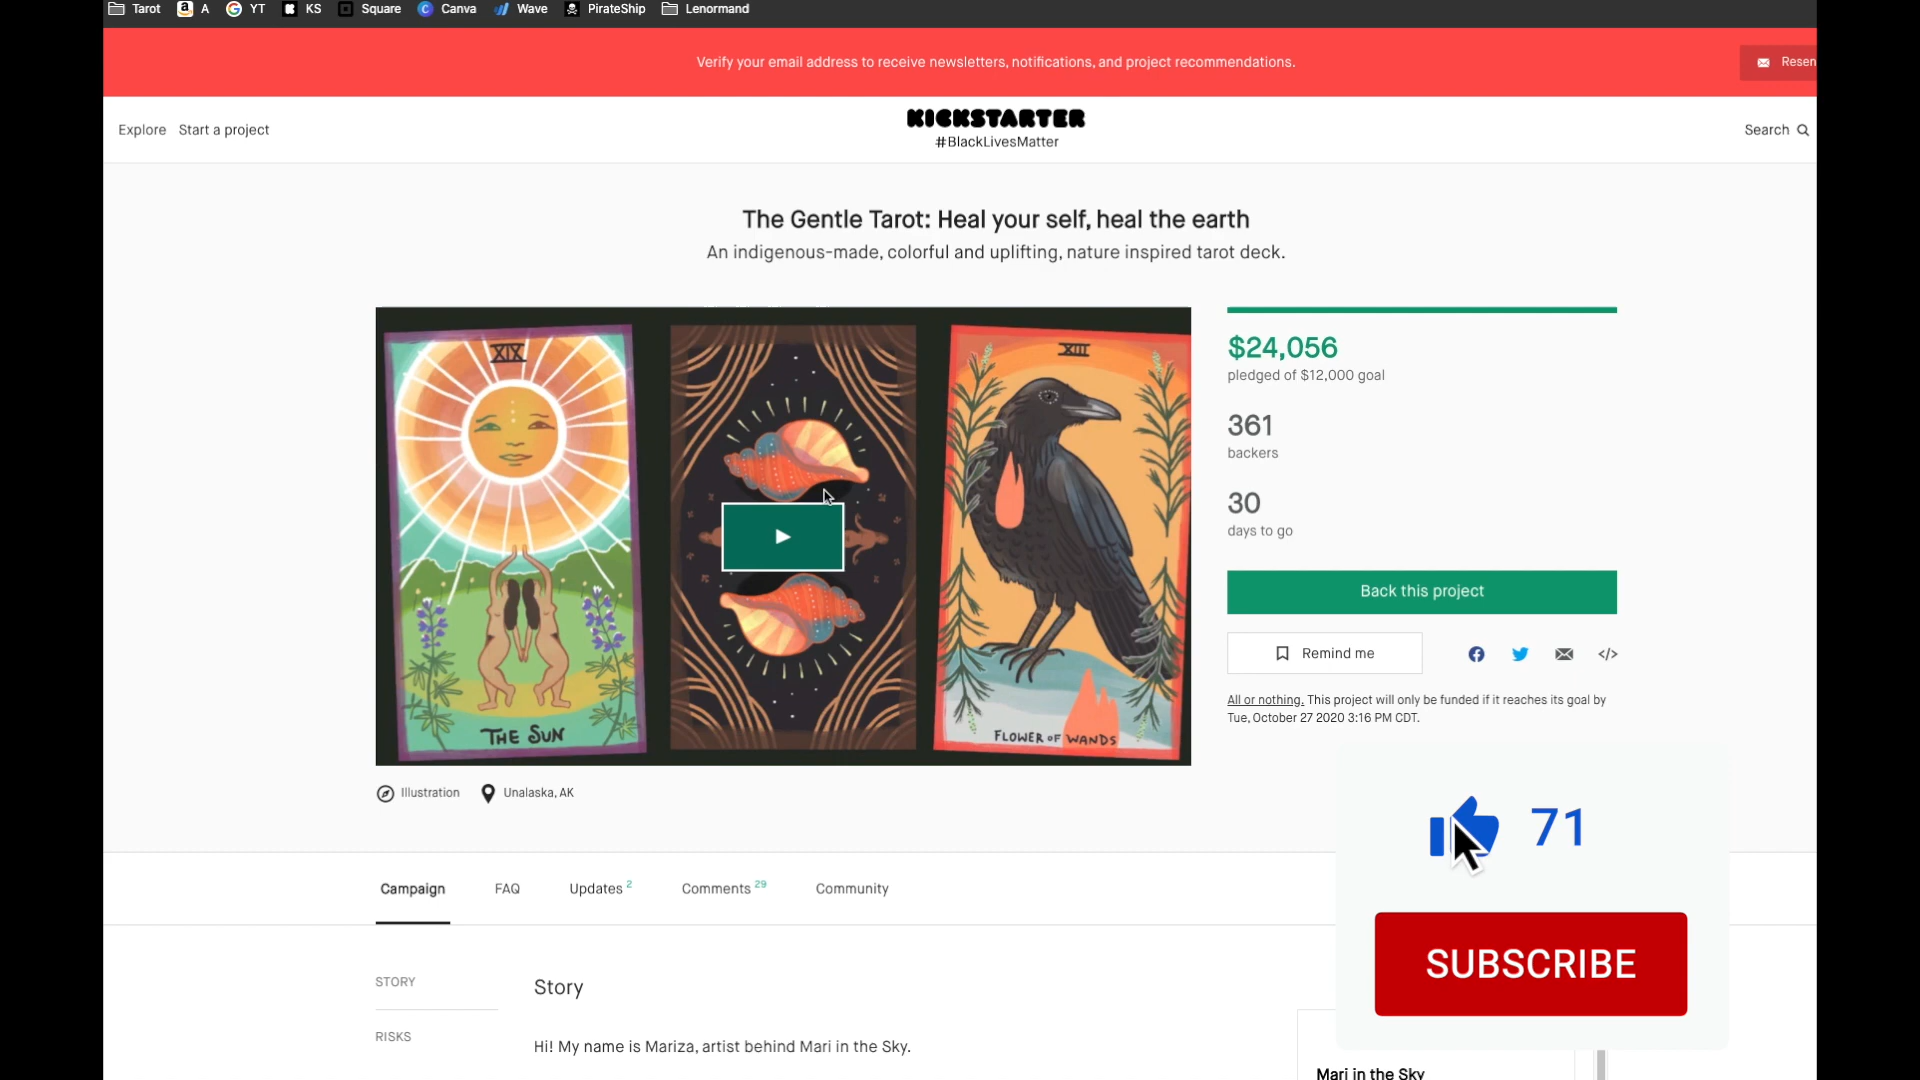 Tarot A YT KS Square Canva Wave PirateShip Lenormand
Verify your email address to receive newsletters, notifications, and project recommendations.
Resen
Explore Start a project
KICKSTARTER
#BlackLivesMatter
Search
The Gentle Tarot: Heal your self, heal the earth
An indigenous-made, colorful and uplifting, nature inspired tarot deck.
XIX
THE SUN
XIII
FLOWER OF WANDS
$24,056
pledged of $12,000 goal
361
backers
30
days to go
Back this project
Remind me
All or nothing. This project will only be funded if it reaches its goal by
Tue, October 27 2020 3:16 PM CDT.
Illustration Unalaska, AK
71
SUBSCRIBE
Campaign FAQ Updates 2 Comments 29 Community
STORY
RISKS
Story
Hi! My name is Mariza, artist behind Mari in the Sky.
Mari in the Sky